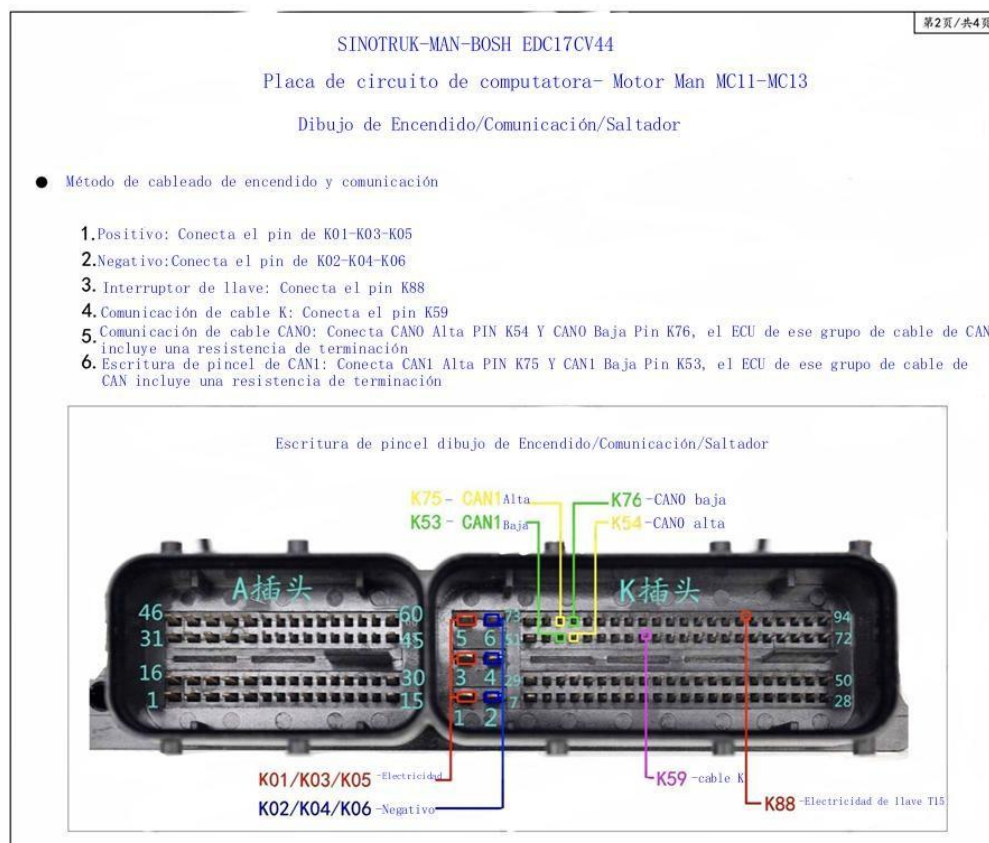 第2页/共4页
SINOTRUK-MAN-BOSH EDC17CV44
Placa de circuito de computatora- Motor Man MC11-MC13
Dibujo de Encendido/Comunicación/Saltador
● Método de cableado de encendido y comunicación
1.Positivo: Conecta el pin de K01-K03-K05
2.Negativo:Conecta el pin de K02-K04-K06
3. Interruptor de llave: Conecta el pin K88
4. Comunicación de cable K: Conecta el pin K59
5. Comunicación de cable CAN0: Conecta CAN0 Alta PIN K54 Y CAN0 Baja Pin K76, el ECU de ese grupo de cable de CAN
incluye una resistencia de terminación
6. Escritura de pincel de CAN1: Conecta CAN1 Alta PIN K75 Y CAN1 Baja Pin K53, el ECU de ese grupo de cable de
CAN incluye una resistencia de terminación
Escritura de pincel dibujo de Encendido/Comunicación/Saltador
K75- CAN1 Alta K76 -CAN0 baja
K53 - CAN1 Baja K54 -CAN0 alta
A插头 K插头
46 60 73 94
31 45 5 6 51 72
16 30 3 4 29 50
1 15 1 2 7 28
K01/K03/K05 -Electricidad K59 -cable K
K02/K04/K06 -Negativo K88 -Electricidad de llave T15